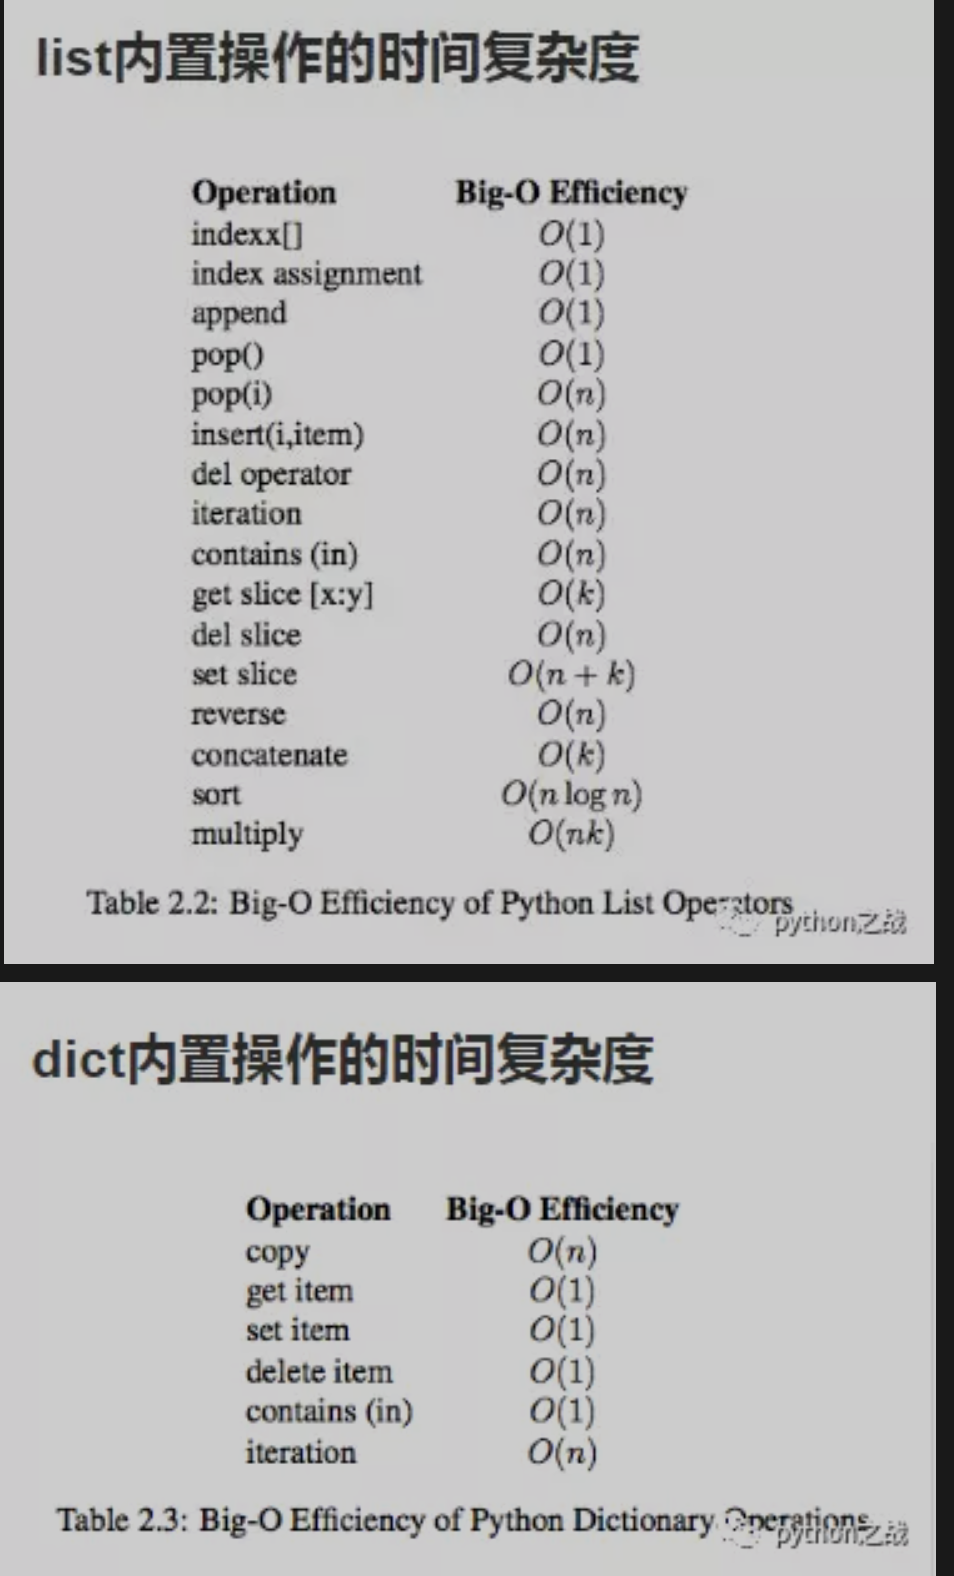 list内置操作的时间复杂度
Operation Big-O Efficiency
indexx[] O(1)
index assignment O(1)
append O(1)
pop() O(1)
pop(i) O(n)
insert(i,item) O(n)
del operator O(n)
iteration O(n)
contains (in) O(n)
get slice [x:y] O(k)
del slice O(n)
set slice O(n + k)
reverse O(n)
concatenate O(k)
sort O(n log n)
multiply O(nk)
Table 2.2: Big-O Efficiency of Python List Operators
python之战
dict内置操作的时间复杂度
Operation Big-O Efficiency
copy O(n)
get item O(1)
set item O(1)
delete item O(1)
contains (in) O(1)
iteration O(n)
Table 2.3: Big-O Efficiency of Python Dictionary Operations
python之战